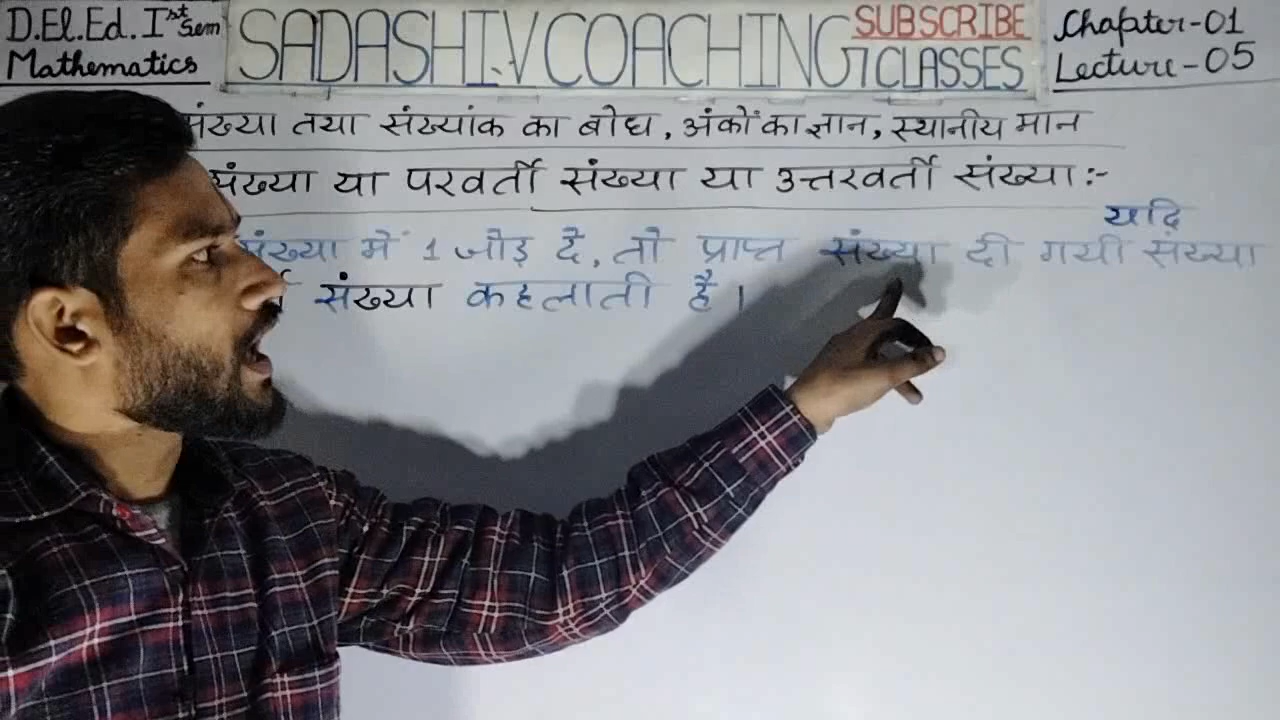 D.El.Ed. Ist Sem
Mathematics
SADASHIV COACHING CLASSES
SUBSCRIBE
Chapter-01
Lecture-05
संख्या तथा संख्यांक का बोध, अंकों का ज्ञान, स्थानीय मान
संख्या या परवर्ती संख्या या उत्तरवर्ती संख्या :-
यदि
संख्या में 1 जोड़ दे, तो प्राप्त संख्या दी गयी संख्या
संख्या कहलाती है।